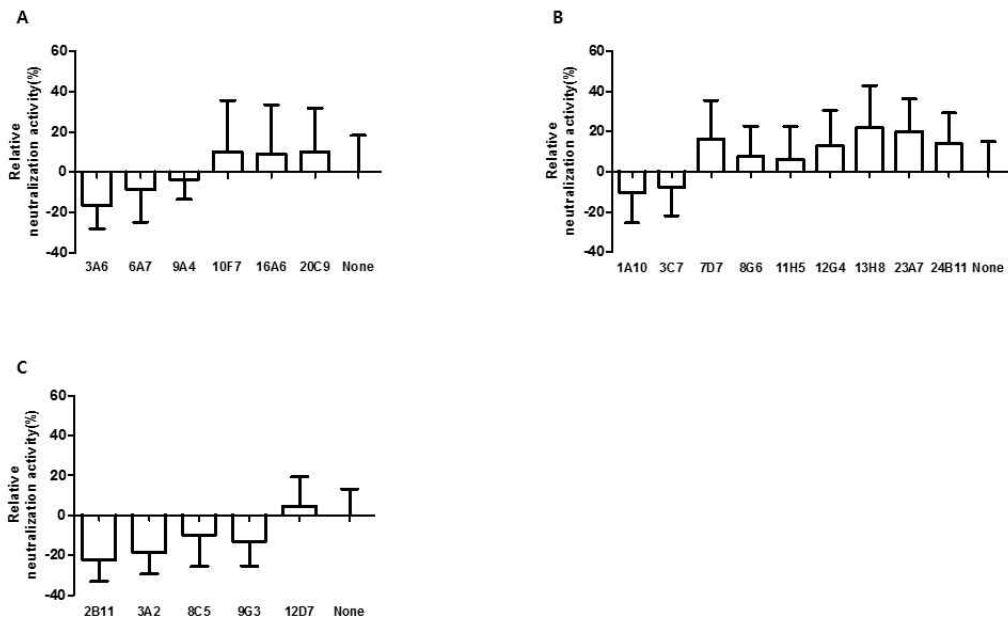 A
Relative
neutralization activity(%)
60
40
20
0
-20
-40
3A6 6A7 9A4 10F7 16A6 20C9 None
B
Relative
neutralization activity(%)
60
40
20
0
-20
-40
1A10 3C7 7D7 8G6 11H5 12G4 13H8 23A7 24B11 None
C
Relative
neutralization activity(%)
60
40
20
0
-20
-40
2B11 3A2 8C5 9G3 12D7 None